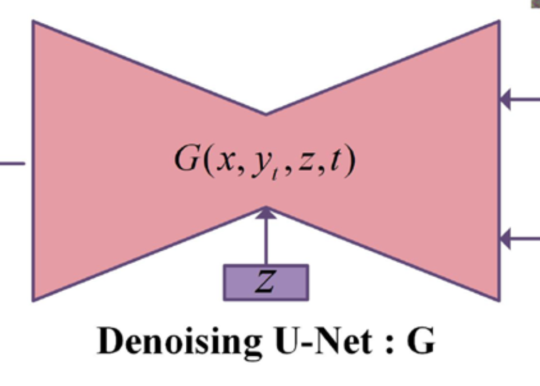 G(x, y_t, z, t)
z
Denoising U-Net : G